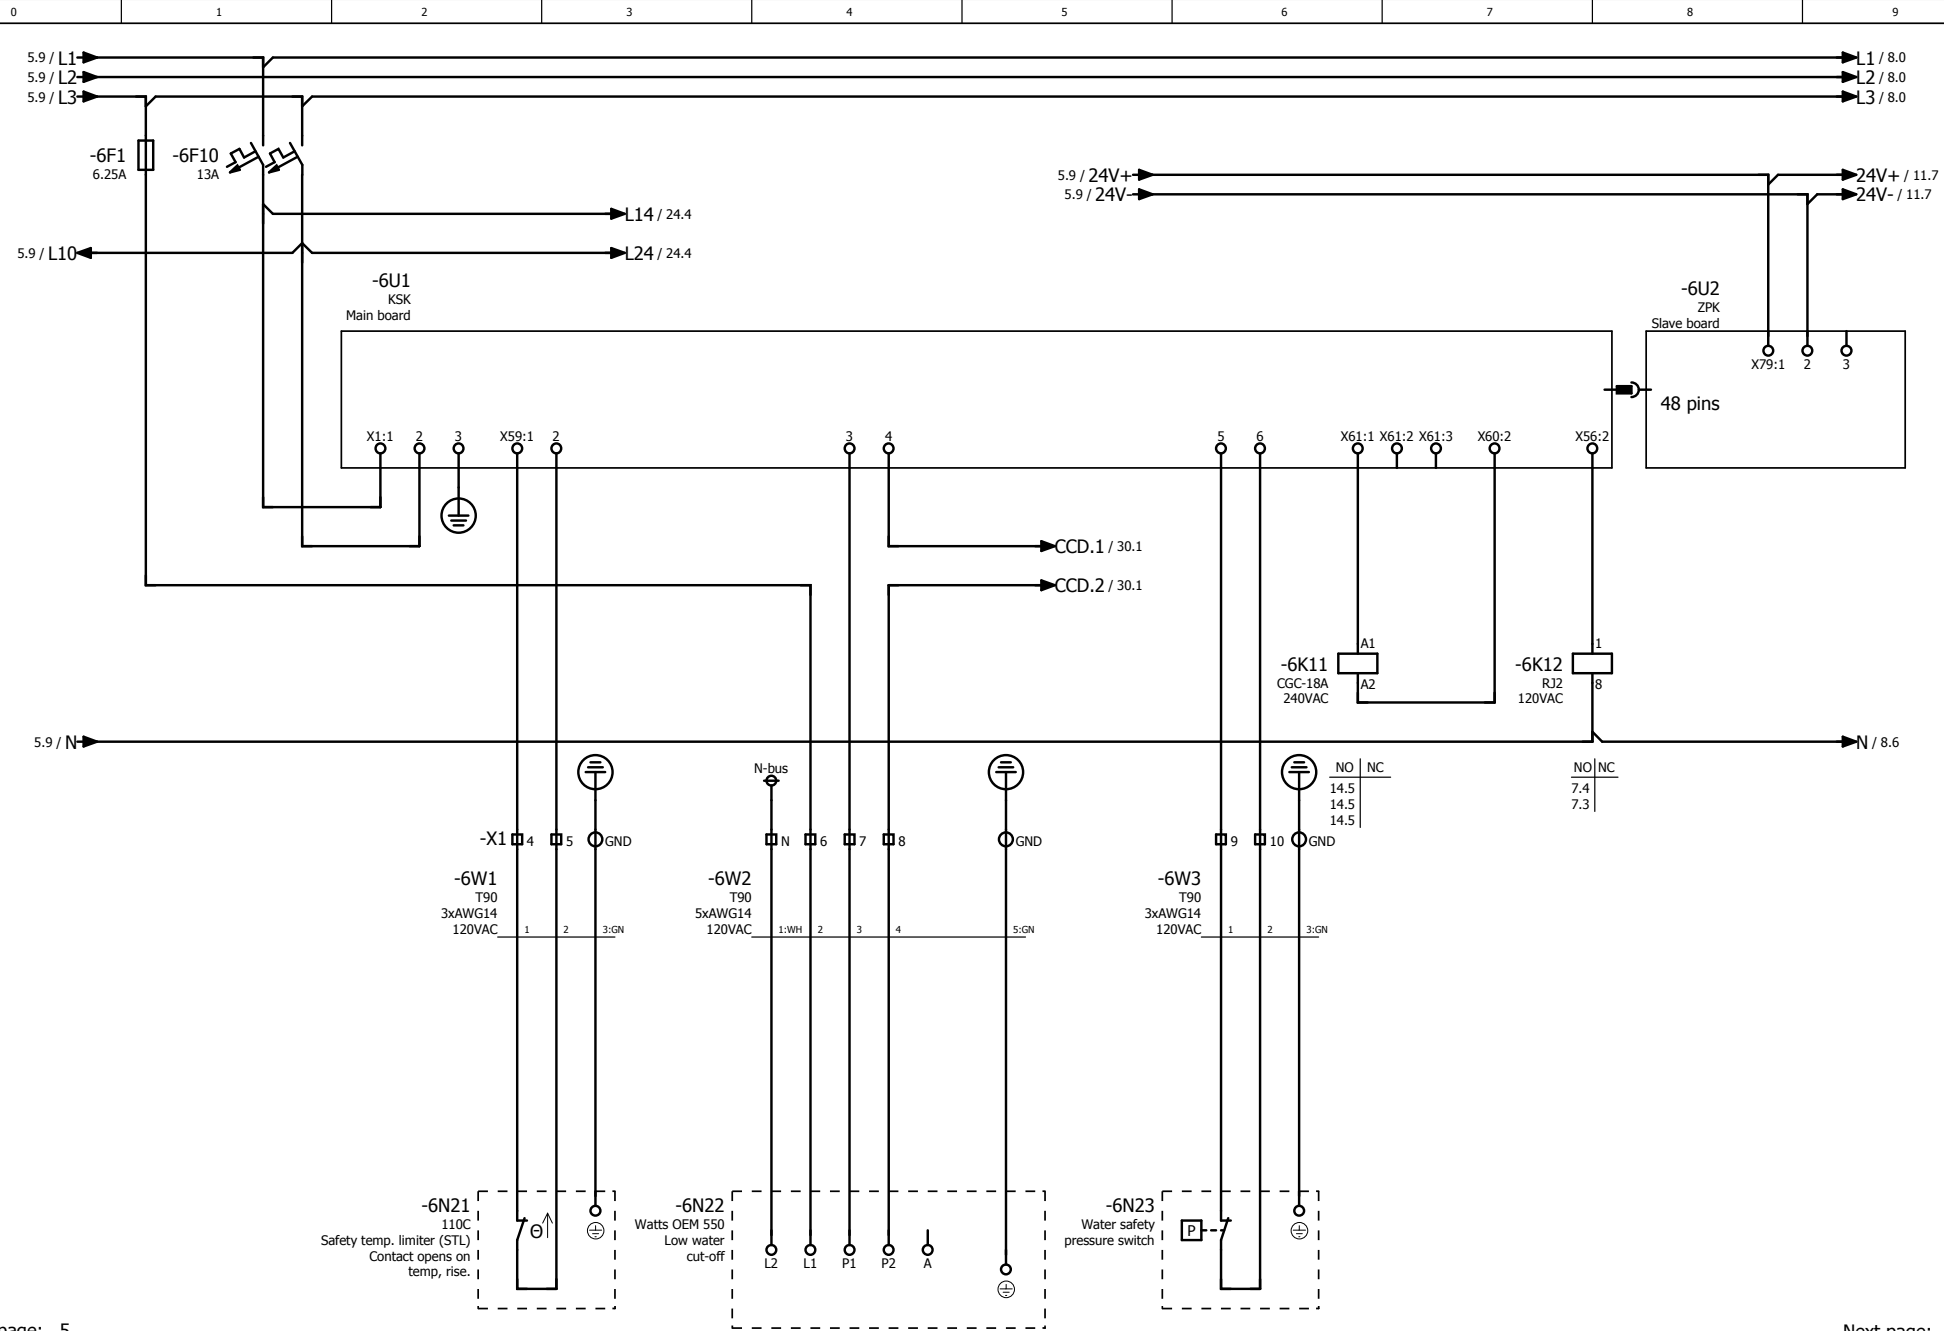 0 1 2 3 4 5 6 7 8 9
5.9 / L1 L1 / 8.0
5.9 / L2 L2 / 8.0
5.9 / L3 L3 / 8.0
-6F1
6.25A
-6F10
13A
5.9 / 24V+ 24V+ / 11.7
5.9 / 24V- 24V- / 11.7
L14 / 24.4
5.9 / L10 L24 / 24.4
-6U1
KSK
Main board
-6U2
ZPK
Slave board
X79:1 2 3
48 pins
X1:1 2 3 X59:1 2 3 4 5 6 X61:1 X61:2 X61:3 X60:2 X56:2
CCD.1 / 30.1
CCD.2 / 30.1
-6K11
CGC-18A
240VAC
A1
A2
-6K12
RJ2
120VAC
1
8
5.9 / N N / 8.6
N-bus
NO NC
14.5
14.5
14.5
NO NC
7.4
7.3
-X1 4 5 GND N 6 7 8 GND 9 10 GND
-6W1
T90
3xAWG14
120VAC 1 2 3:GN
-6W2
T90
5xAWG14
120VAC 1:WH 2 3 4 5:GN
-6W3
T90
3xAWG14
120VAC 1 2 3:GN
-6N21
110C
Safety temp. limiter (STL)
Contact opens on
temp, rise.
Θ
-6N22
Watts OEM 550
Low water
cut-off
L2 L1 P1 P2 A
-6N23
Water safety
pressure switch
P
page: 5
Next page: